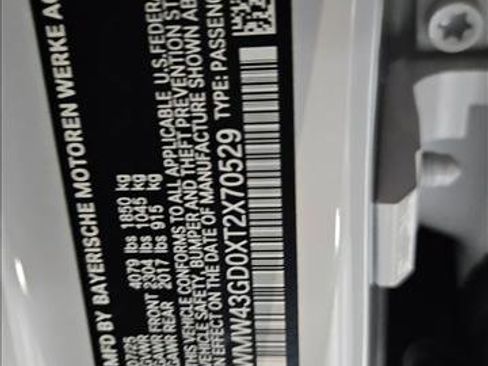 MFD BY BAYERISCHE MOTOREN WERKE AG
07/25
GVWR 4079 lbs 1850 kg
GAWR FRONT 2304 lbs 1045 kg
GAWR REAR 2017 lbs 915 kg
THIS VEHICLE CONFORMS TO ALL APPLICABLE U.S. FEDERA
VEHICLE SAFETY, BUMPER AND THEFT PREVENTION ST
IN EFFECT ON THE DATE OF MANUFACTURE SHOWN AB
WMW43GD0XT2X70529 TYPE: PASSENG